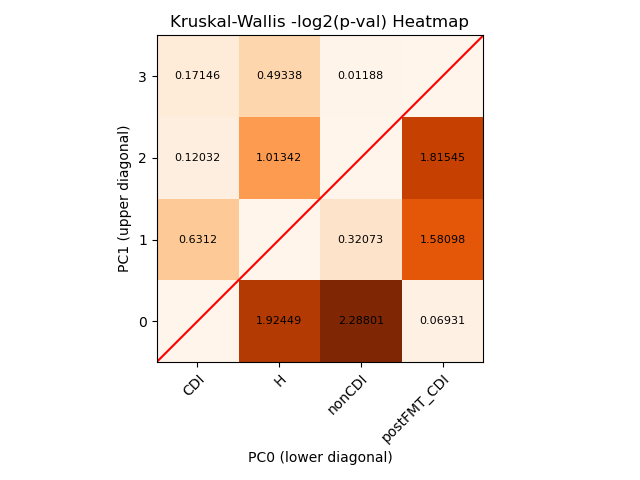 Kruskal-Wallis -log2(p-val) Heatmap
PC1 (upper diagonal)
3
0.17146 0.49338 0.01188
2
0.12032 1.01342 1.81545
1
0.6312 0.32073 1.58098
0
1.92449 2.28801 0.06931
CDI H nonCDI postFMT_CDI
PC0 (lower diagonal)